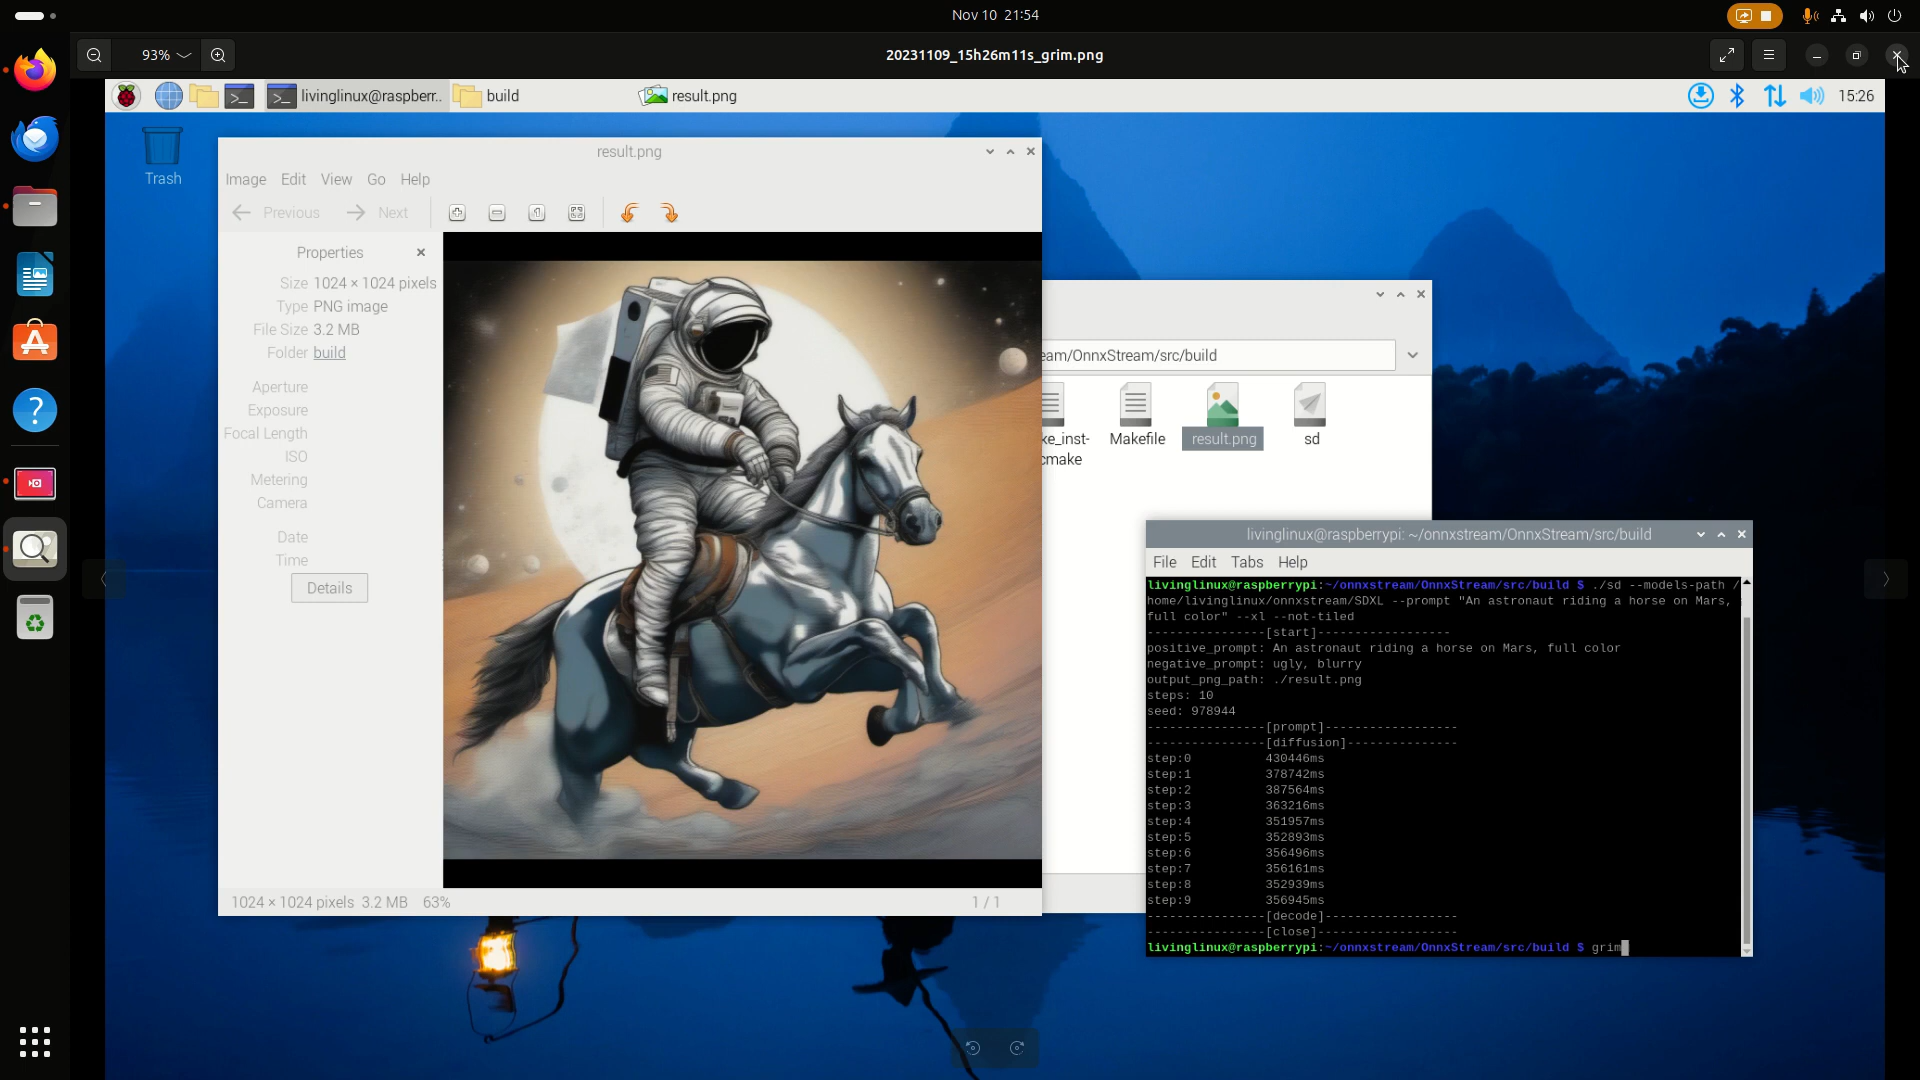 Nov 10 21:54
93%
20231109_15h26m11s_grim.png
livinglinux@raspberr..
build
result.png
15:26
Trash
result.png
Image Edit View Go Help
Previous Next
Properties
Size 1024 × 1024 pixels
Type PNG image
File Size 3.2 MB
Folder build
Aperture
Exposure
Focal Length
ISO
Metering
Camera
Date
Time
Details
1024 × 1024 pixels 3.2 MB 63%
1 / 1
eam/OnnxStream/src/build
ke_inst-
cmake
Makefile
result.png
sd
livinglinux@raspberrypi: ~/onnxstream/OnnxStream/src/build
File Edit Tabs Help
livinglinux@raspberrypi:~/onnxstream/OnnxStream/src/build $ ./sd --models-path /
home/livinglinux/onnxstream/SDXL --prompt "An astronaut riding a horse on Mars,
full color" --xl --not-tiled
----------------[start]------------------
positive_prompt: An astronaut riding a horse on Mars, full color
negative_prompt: ugly, blurry
output_png_path: ./result.png
steps: 10
seed: 978944
----------------[prompt]------------------
----------------[diffusion]---------------
step:0 430446ms
step:1 378742ms
step:2 387564ms
step:3 363216ms
step:4 351957ms
step:5 352893ms
step:6 356496ms
step:7 356161ms
step:8 352939ms
step:9 356945ms
----------------[decode]------------------
----------------[close]-------------------
livinglinux@raspberrypi:~/onnxstream/OnnxStream/src/build $ grim